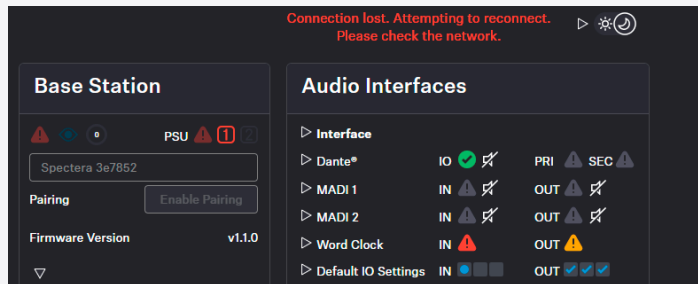 Connection lost. Attempting to reconnect.
Please check the network.
Base Station
0
PSU 1 2
Spectera 3e7852
Pairing Enable Pairing
Firmware Version v1.1.0
Audio Interfaces
Interface
Dante® IO PRI SEC
MADI 1 IN OUT
MADI 2 IN OUT
Word Clock IN OUT
Default IO Settings IN OUT